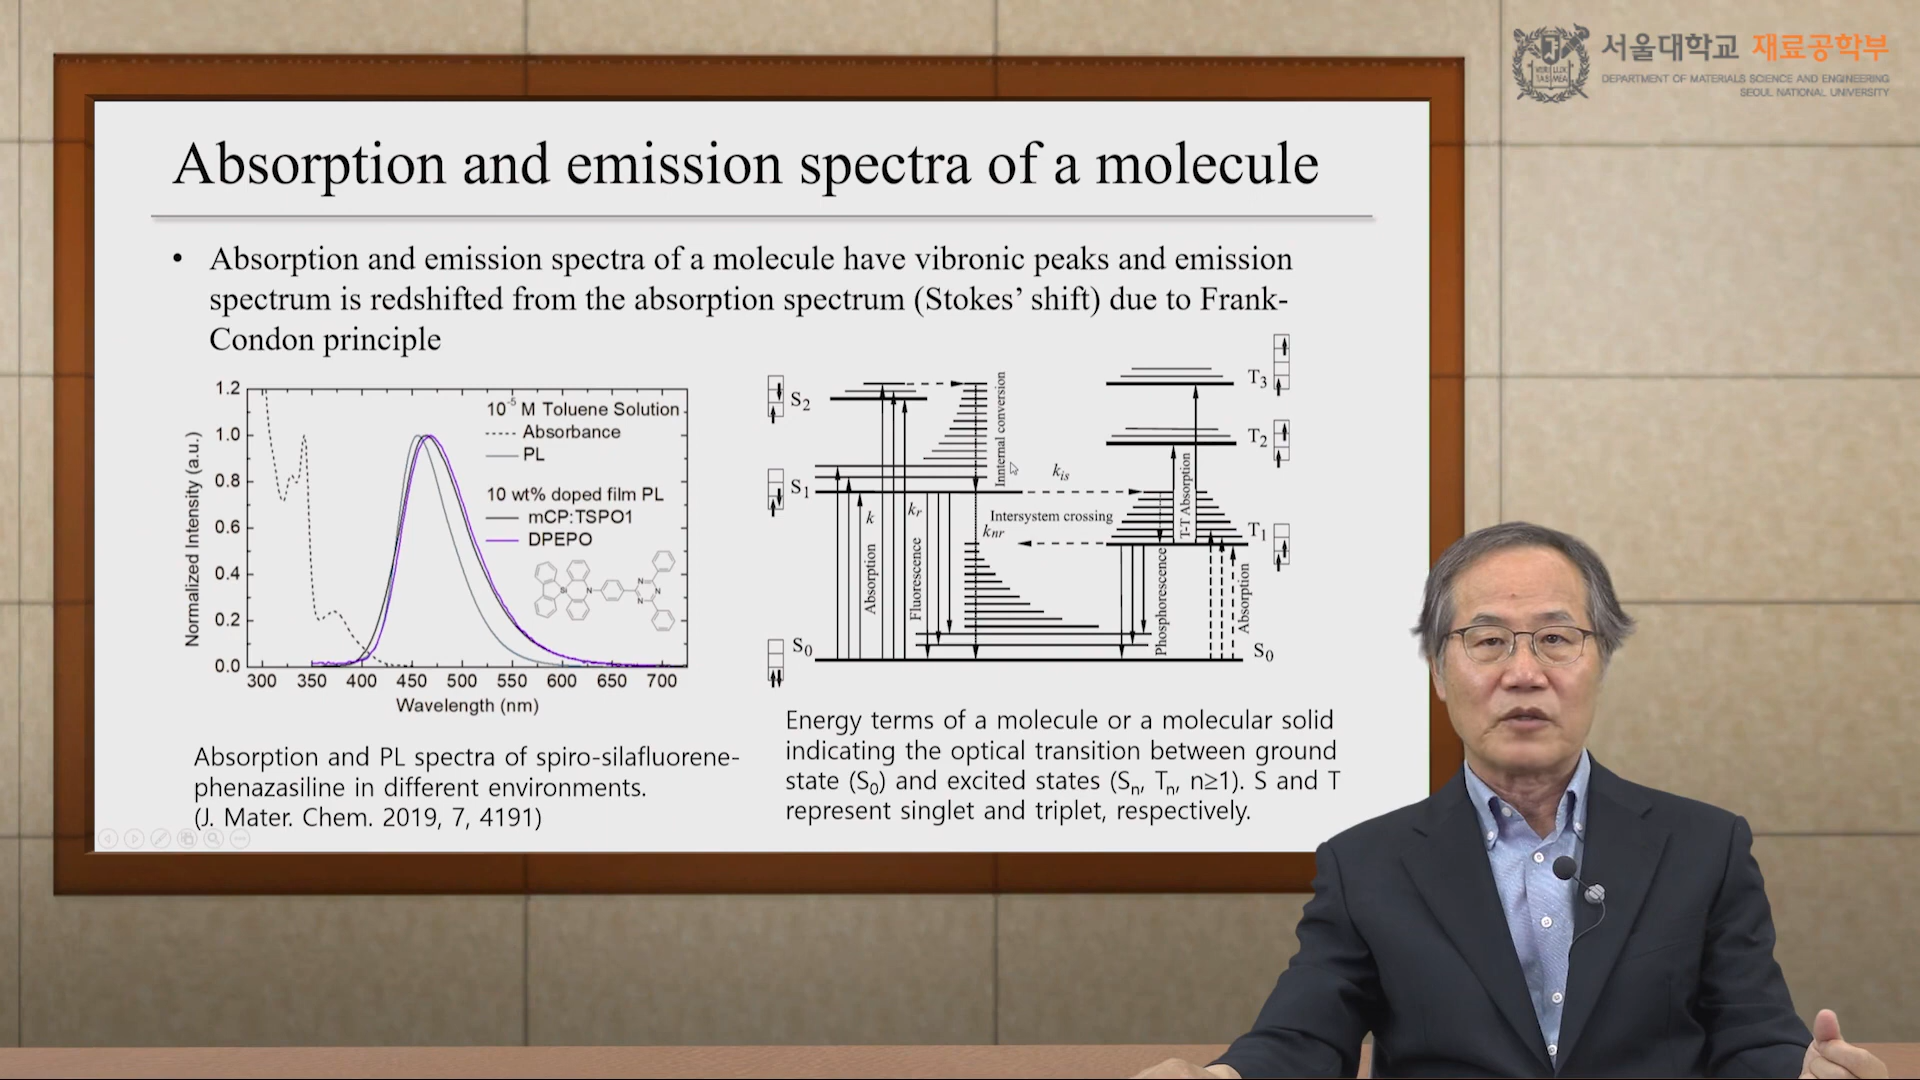 서울대학교 재료공학부
DEPARTMENT OF MATERIALS SCIENCE AND ENGINEERING
SEOUL NATIONAL UNIVERSITY
Absorption and emission spectra of a molecule
• Absorption and emission spectra of a molecule have vibronic peaks and emission
spectrum is redshifted from the absorption spectrum (Stokes' shift) due to Frank-
Condon principle
Normalized Intensity (a.u.)
1.2
1.0
0.8
0.6
0.4
0.2
0.0
300 350 400 450 500 550 600 650 700
Wavelength (nm)
10⁻⁵ M Toluene Solution
Absorbance
PL
10 wt% doped film PL
mCP:TSPO1
DPEPO
Si
N
N
N
N
Absorption and PL spectra of spiro-silafluorene-
phenazasiline in different environments.
(J. Mater. Chem. 2019, 7, 4191)
S₂
S₁
S₀
k
Absorption
kᵣ
Fluorescence
Innternal conversion
kₙᵣ
kᵢₛ
Intersystem crossing
Phosphorescence
T-T Absorption
Absorption
T₃
T₂
T₁
S₀
Energy terms of a molecule or a molecular solid
indicating the optical transition between ground
state (S₀) and excited states (Sₙ, Tₙ, n≥1). S and T
represent singlet and triplet, respectively.